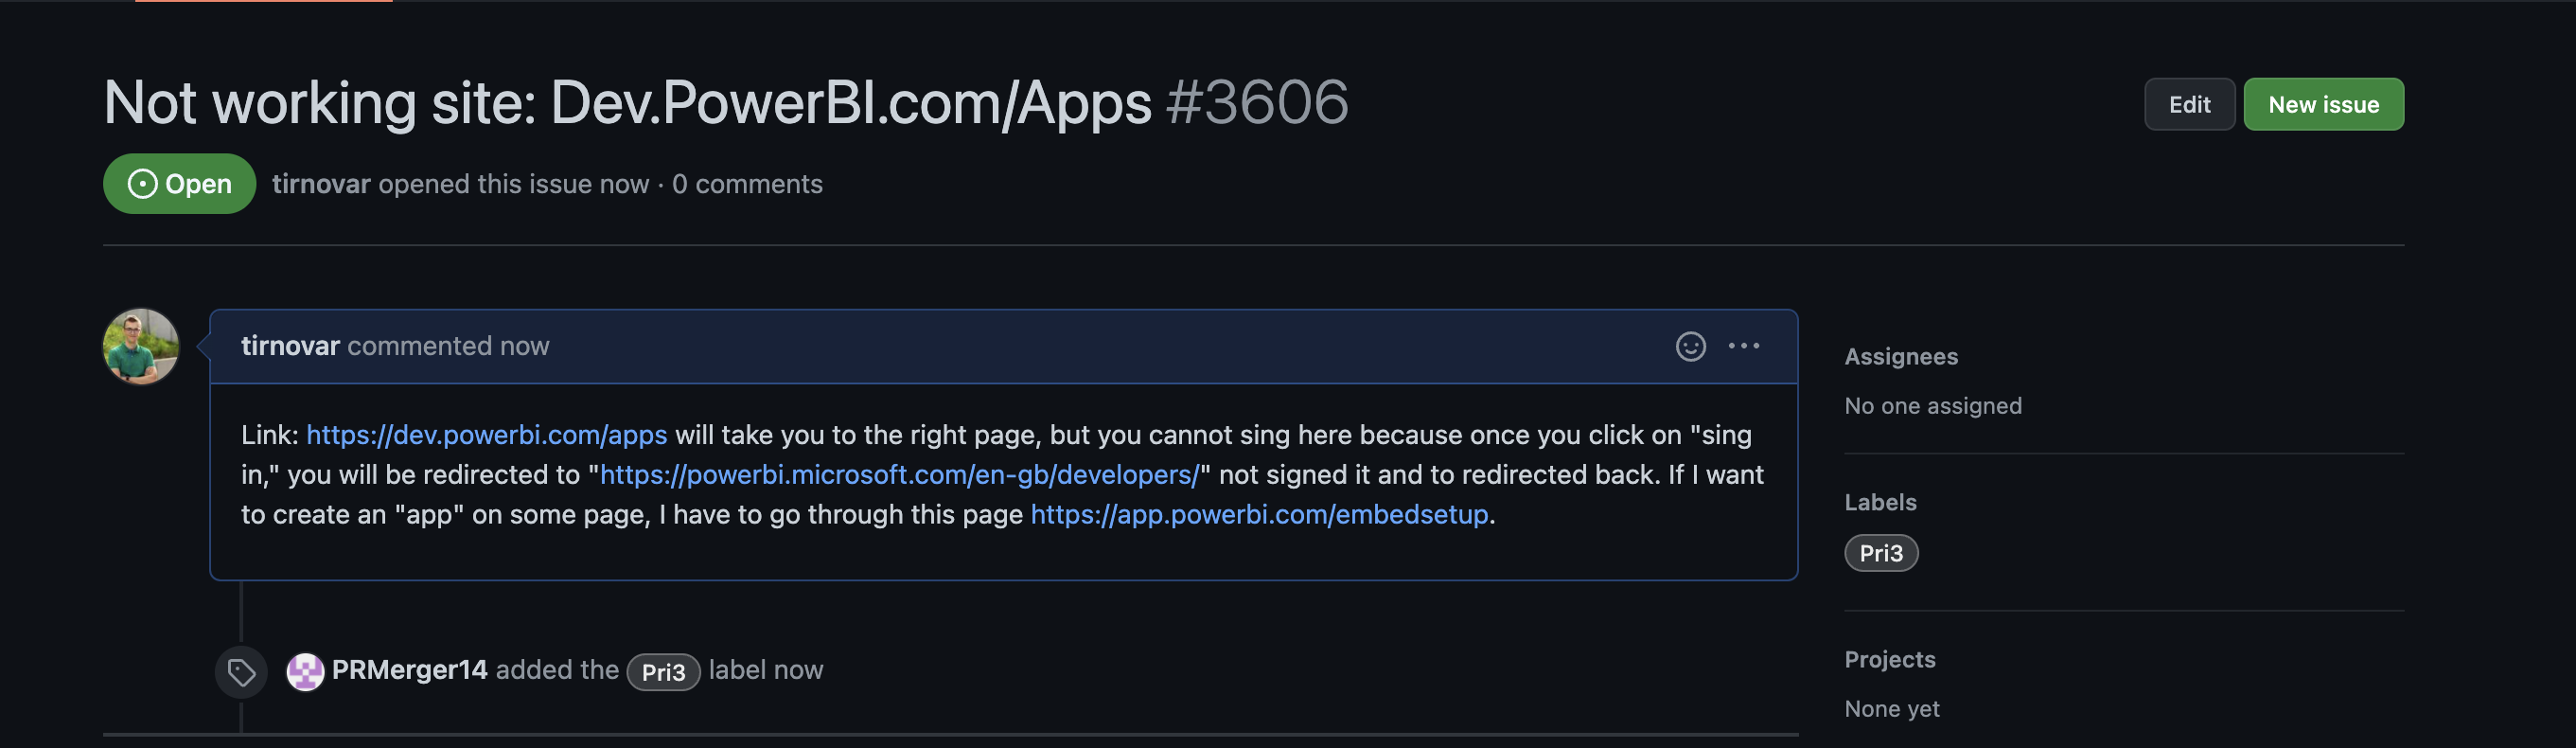 Not working site: Dev.PowerBI.com/Apps #3606
Edit
New issue
Open
tirnovar opened this issue now · 0 comments
tirnovar commented now
Link: https://dev.powerbi.com/apps will take you to the right page, but you cannot sing here because once you click on "sing
in," you will be redirected to "https://powerbi.microsoft.com/en-gb/developers/" not signed it and to redirected back. If I want
to create an "app" on some page, I have to go through this page https://app.powerbi.com/embedsetup.
PRMerger14 added the Pri3 label now
Assignees
No one assigned
Labels
Pri3
Projects
None yet